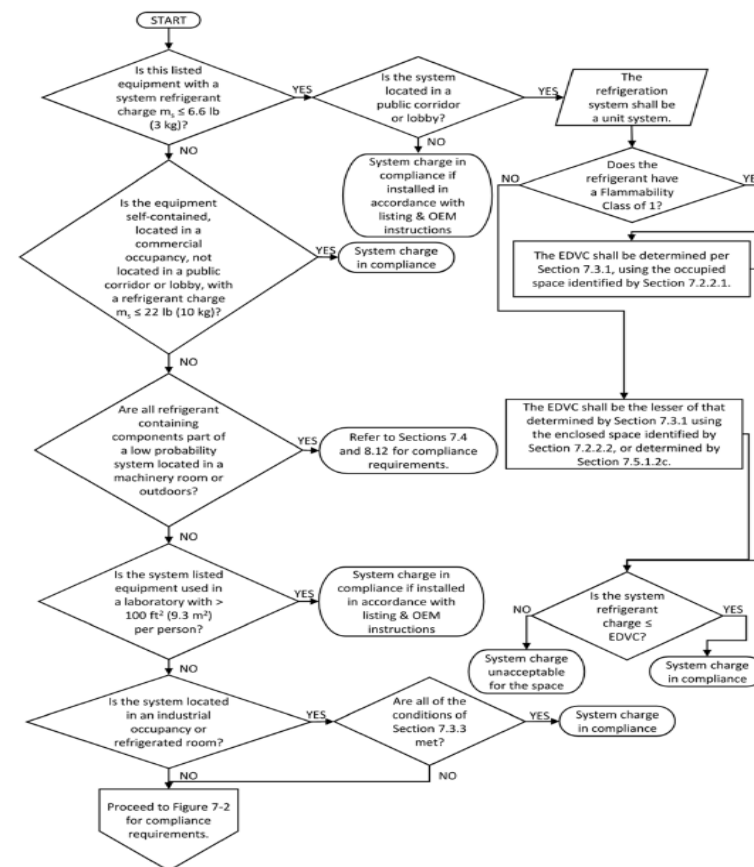 START
Is this listed
equipment with a
system refrigerant
charge mₛ ≤ 6.6 lb
(3 kg)?
YES
Is the system
located in a
public corridor
or lobby?
YES
The
refrigeration
system shall be
a unit system.
NO
NO
System charge in
compliance if
installed in
accordance with
listing & OEM
instructions
NO
Does the
refrigerant have
a Flammability
Class of 1?
Is the equipment
self-contained,
located in a
commercial
occupancy, not
located in a public
corridor or lobby, with
a refrigerant charge
mₛ ≤ 22 lb (10 kg)?
YES
System charge
in compliance
The EDVC shall be determined per
Section 7.3.1, using the occupied
space identified by Section 7.2.2.1.
NO
Are all refrigerant
containing
components part of
a low probability
system located in a
machinery room or
outdoors?
YES
Refer to Sections 7.4
and 8.12 for compliance
requirements.
The EDVC shall be the lesser of that
determined by Section 7.3.1 using
the enclosed space identified by
Section 7.2.2.2, or determined by
Section 7.5.1.2c.
NO
Is the system listed
equipment used in
a laboratory with >
100 ft² (9.3 m²)
per person?
YES
System charge in
compliance if installed
in accordance with
listing & OEM
instructions
NO
Is the system
refrigerant
charge ≤
EDVC?
YES
System charge
unacceptable
for the space
System charge
in compliance
NO
Is the system located
in an industrial
occupancy or
refrigerated room?
YES
Are all of the
conditions of
Section 7.3.3
met?
YES
System charge
in compliance
NO
NO
Proceed to Figure 7-2
for compliance
requirements.